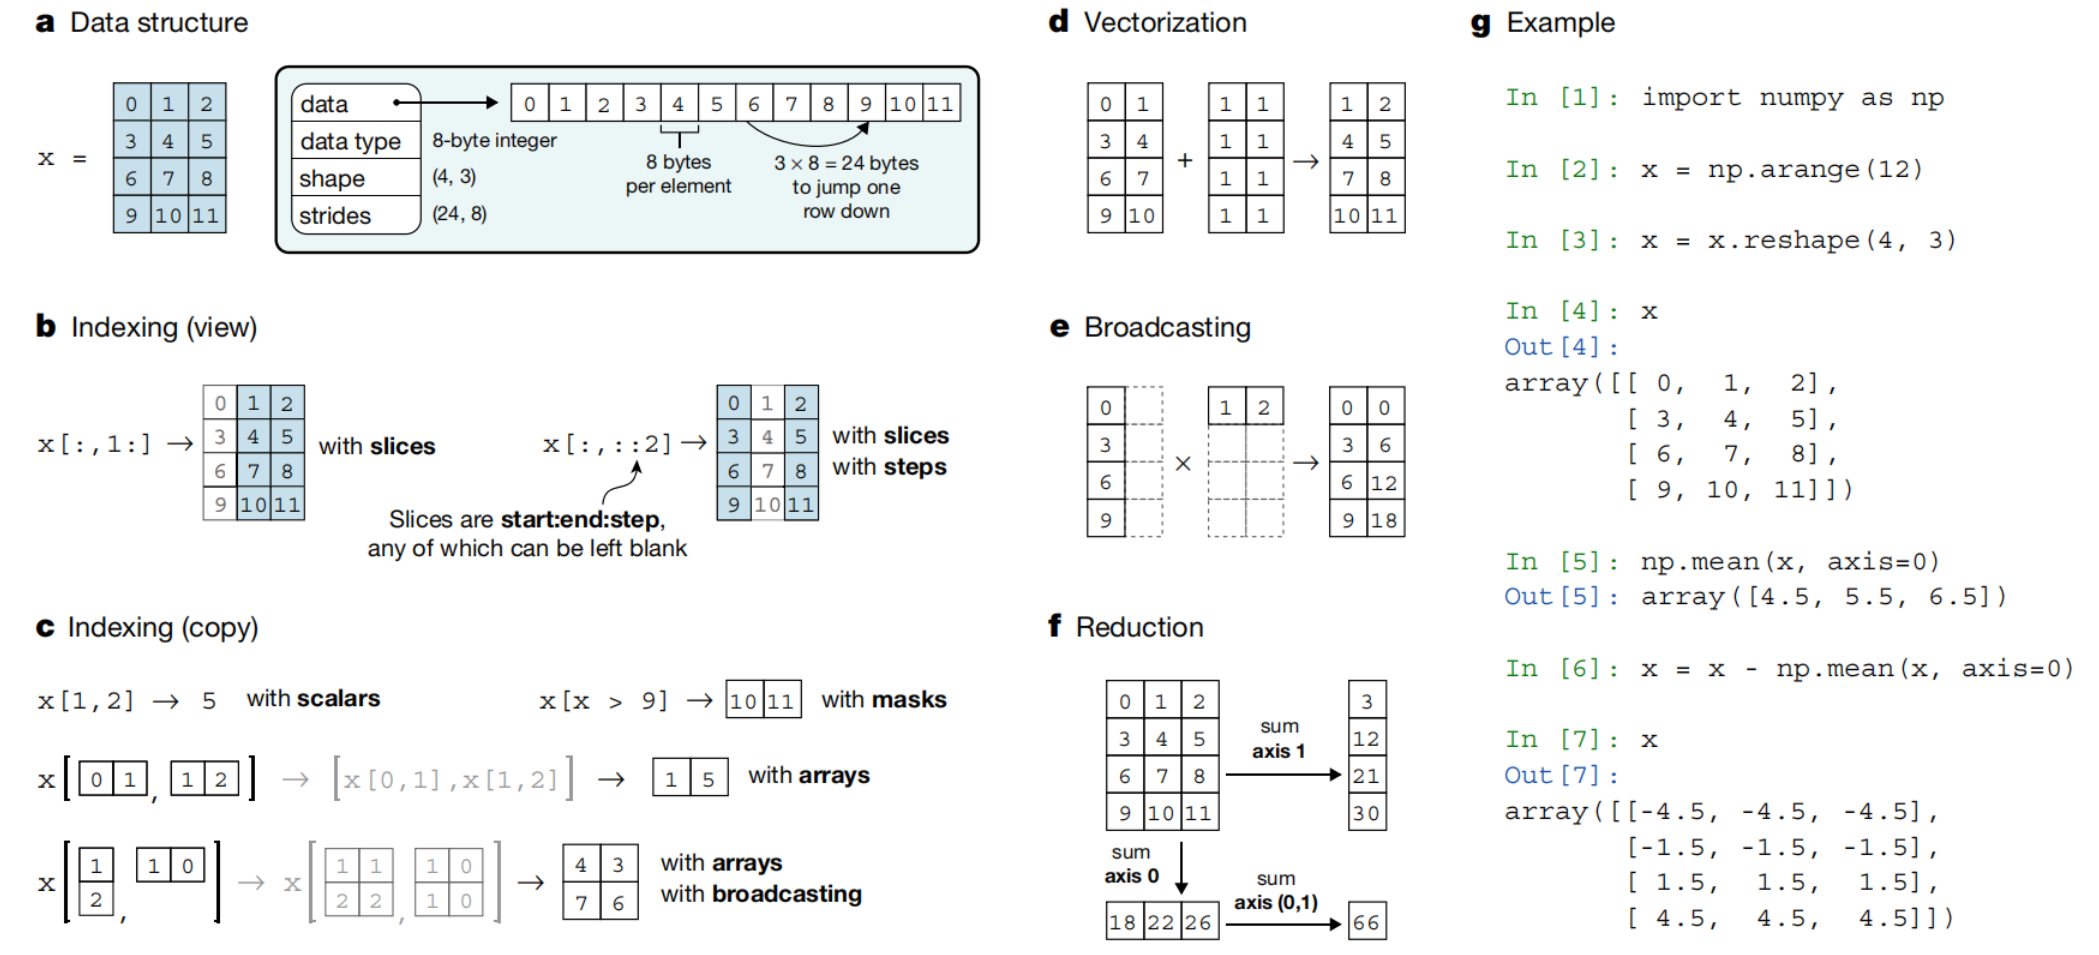 a Data structure
x =
0 1 2
3 4 5
6 7 8
9 10 11
data
data type
shape
strides
8-byte integer
(4, 3)
(24, 8)
0 1 2 3 4 5 6 7 8 9 10 11
8 bytes
per element
3 × 8 = 24 bytes
to jump one
row down
b Indexing (view)
x[:,1:] →
0 1 2
3 4 5
6 7 8
9 10 11
with slices
x[:,::2] →
0 1 2
3 4 5
6 7 8
9 10 11
with slices
with steps
Slices are start:end:step,
any of which can be left blank
c Indexing (copy)
x[1,2] → 5 with scalars
x[x > 9] → 10 11 with masks
x[ 0 1 , 1 2 ] → [x[0,1],x[1,2]] → 1 5 with arrays
x[ 1 2 , 1 0 ] → x[ 1 1 2 2 , 1 0 1 0 ] →
4 3
7 6
with arrays
with broadcasting
d Vectorization
0 1 1 1 1 2
3 4 1 1 4 5
+ →
6 7 1 1 7 8
9 10 1 1 10 11
e Broadcasting
0 1 2 0 0
3 3 6
× →
6 6 12
9 9 18
f Reduction
0 1 2
3 4 5
6 7 8
9 10 11
sum
axis 1
3
12
21
30
sum
axis 0
18 22 26
sum
axis (0,1)
66
g Example
In [1]: import numpy as np
In [2]: x = np.arange(12)
In [3]: x = x.reshape(4, 3)
In [4]: x
Out[4]:
array([[ 0, 1, 2],
[ 3, 4, 5],
[ 6, 7, 8],
[ 9, 10, 11]])
In [5]: np.mean(x, axis=0)
Out[5]: array([4.5, 5.5, 6.5])
In [6]: x = x - np.mean(x, axis=0)
In [7]: x
Out[7]:
array([[-4.5, -4.5, -4.5],
[-1.5, -1.5, -1.5],
[ 1.5, 1.5, 1.5],
[ 4.5, 4.5, 4.5]])